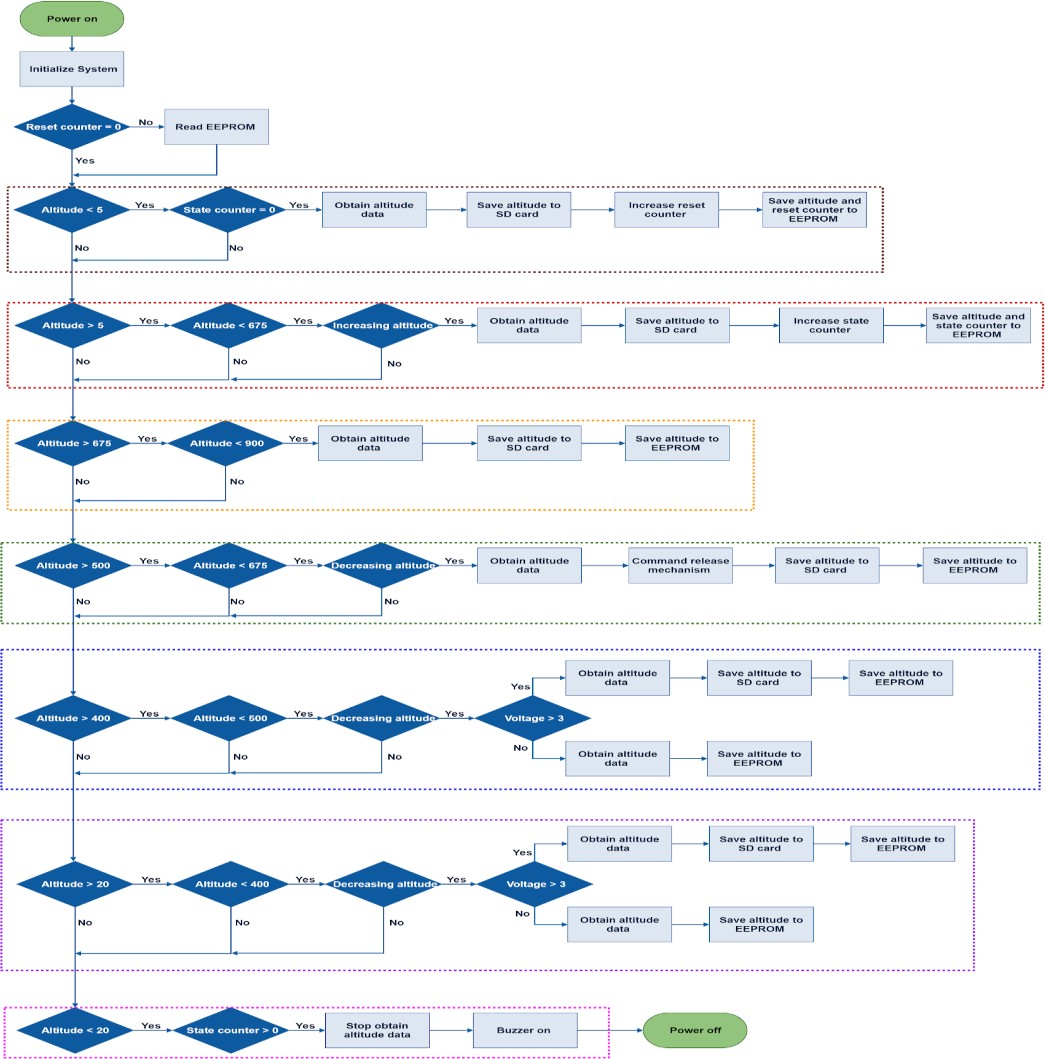 Power on
Initialize System
Reset counter = 0
No
Read EEPROM
Yes
Altitude < 5
Yes
State counter = 0
Yes
Obtain altitude
data
Save altitude to
SD card
Increase reset
counter
Save altitude and
reset counter to
EEPROM
No
No
Altitude > 5
Yes
Altitude < 675
Yes
Increasing altitude
Yes
Obtain altitude
data
Save altitude to
SD card
Increase state
counter
Save altitude and
state counter to
EEPROM
No
No
No
Altitude > 675
Yes
Altitude < 900
Yes
Obtain altitude
data
Save altitude to
SD card
Save altitude to
EEPROM
No
No
Altitude > 500
Yes
Altitude < 675
Yes
Decreasing altitude
Yes
Obtain altitude
data
Command release
mechanism
Save altitude to
SD card
Save altitude to
EEPROM
No
No
No
Altitude > 400
Yes
Altitude < 500
Yes
Decreasing altitude
Yes
Voltage > 3
Yes
Obtain altitude
data
Save altitude to
SD card
Save altitude to
EEPROM
No
Obtain altitude
data
Save altitude to
EEPROM
No
No
No
Altitude > 20
Yes
Altitude < 400
Yes
Decreasing altitude
Yes
Voltage > 3
Yes
Obtain altitude
data
Save altitude to
SD card
Save altitude to
EEPROM
No
Obtain altitude
data
Save altitude to
EEPROM
No
No
No
Altitude < 20
Yes
State counter > 0
Yes
Stop obtain
altitude data
Buzzer on
Power off